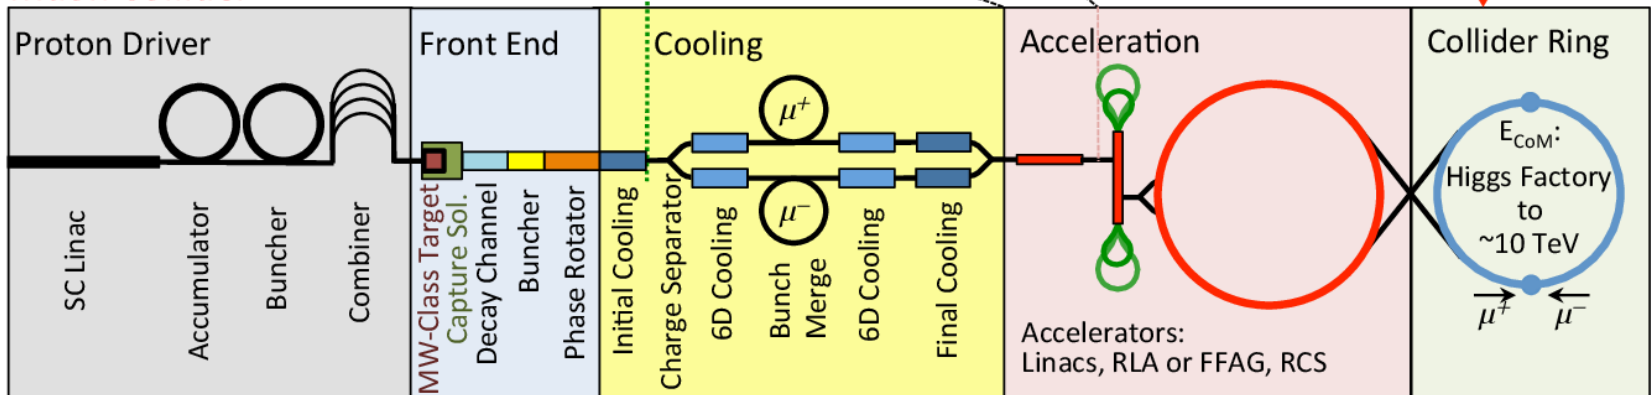 Proton Driver
Front End
Cooling
Acceleration
Collider Ring
μ+
μ−
E_CoM:
Higgs Factory
to
~10 TeV
μ+
μ−
SC Linac
Accumulator
Buncher
Combiner
MW-Class Target
Capture Sol.
Decay Channel
Buncher
Phase Rotator
Initial Cooling
Charge Separator
6D Cooling
Bunch
Merge
6D Cooling
Final Cooling
Accelerators:
Linacs, RLA or FFAG, RCS